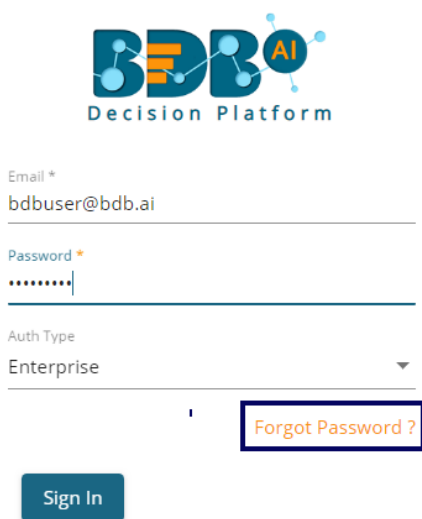 BDB AI
Decision Platform
Email *
bdbuser@bdb.ai
Password *
•••••••••
Auth Type
Enterprise
Forgot Password ?
Sign In